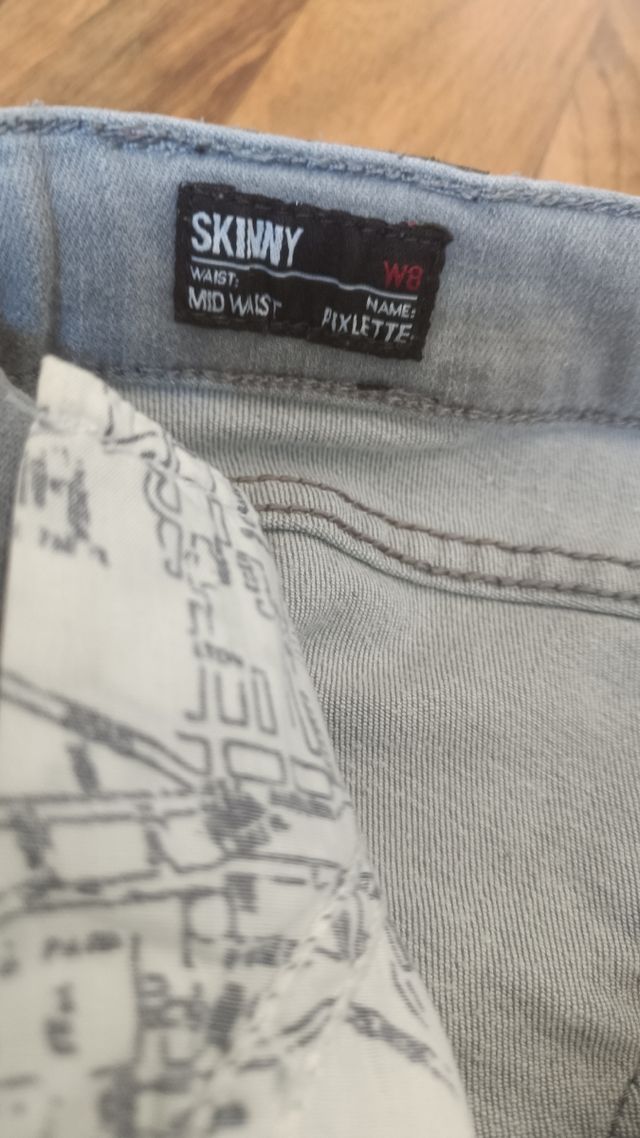 SKINNY
W8
WAIST:
MID WAIST
NAME:
PIXLETTE